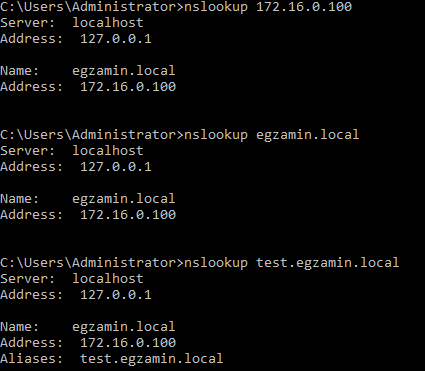 C:\Users\Administrator>nslookup 172.16.0.100
Server:  localhost
Address:  127.0.0.1
Name:    egzamin.local
Address:  172.16.0.100
C:\Users\Administrator>nslookup egzamin.local
Server:  localhost
Address:  127.0.0.1
Name:    egzamin.local
Address:  172.16.0.100
C:\Users\Administrator>nslookup test.egzamin.local
Server:  localhost
Address:  127.0.0.1
Name:    egzamin.local
Address:  172.16.0.100
Aliases:  test.egzamin.local